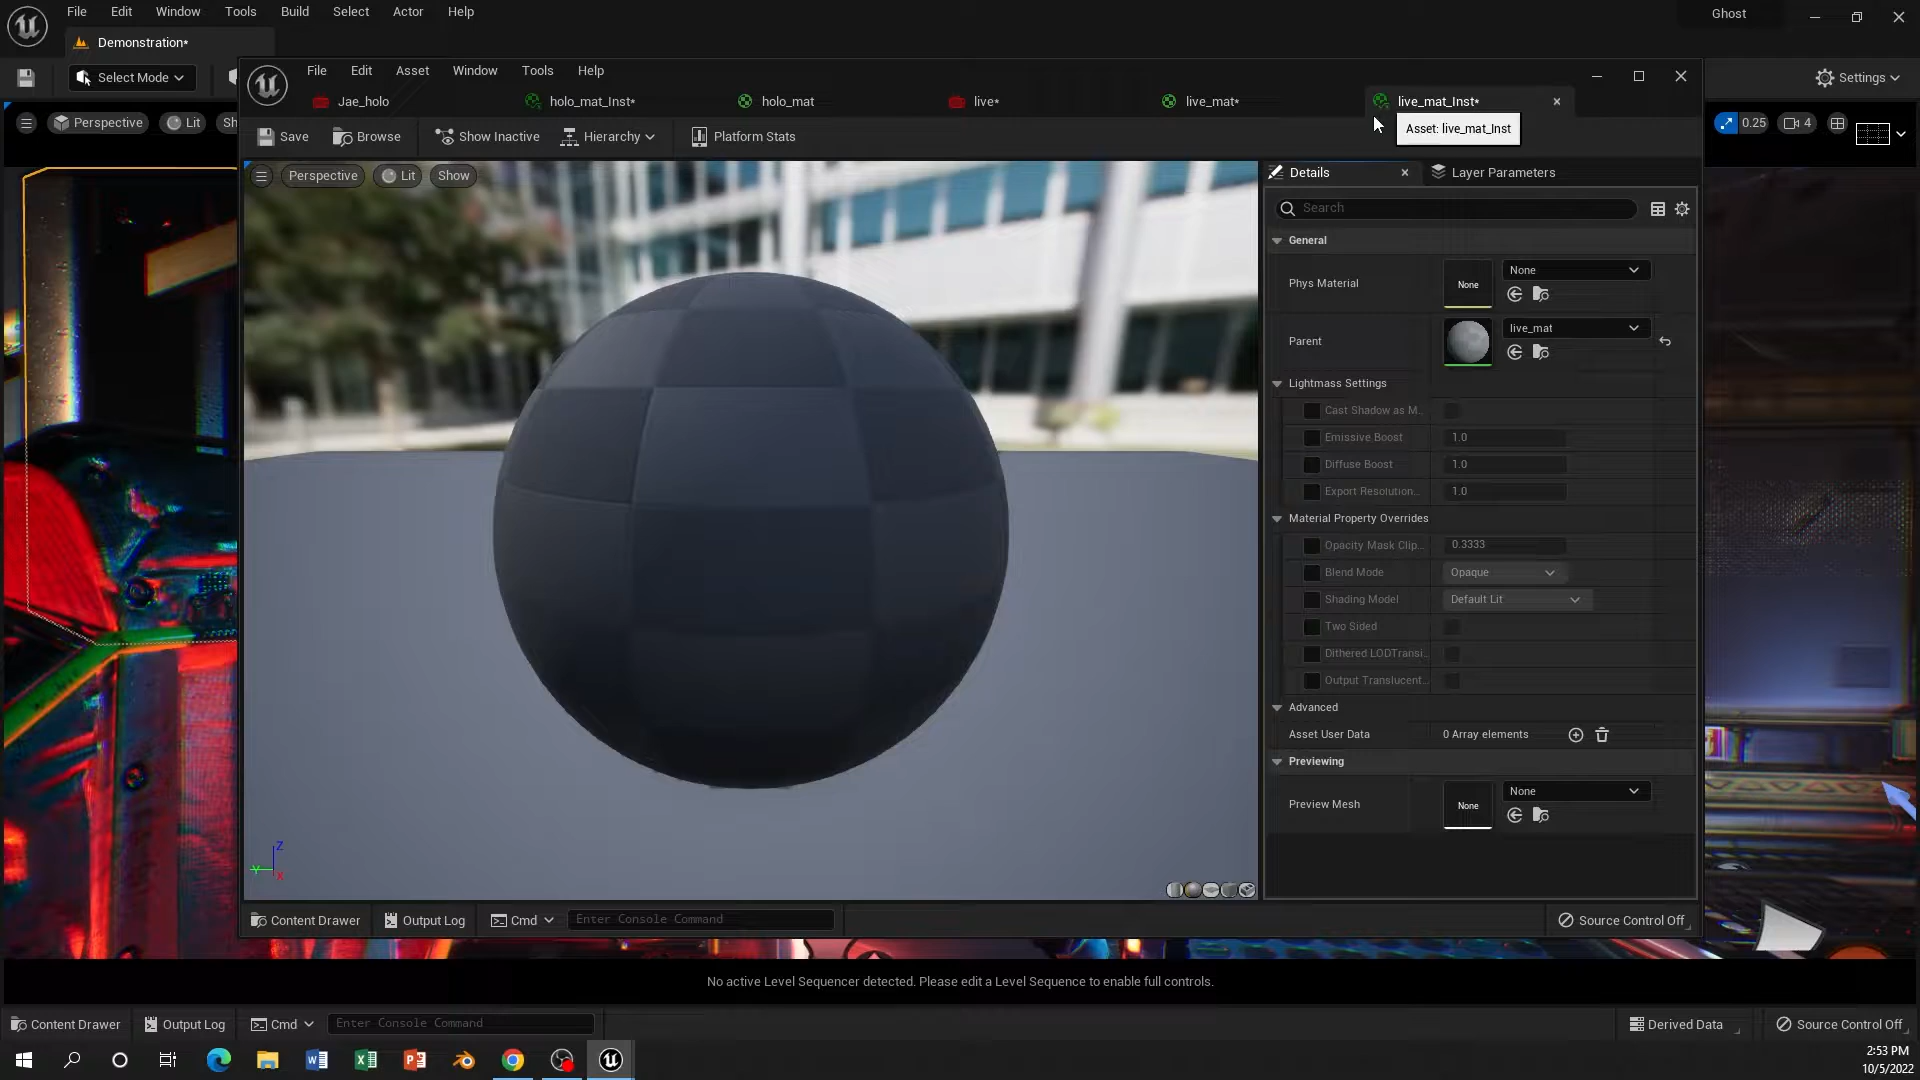 File Edit Window Tools Build Select Actor Help
Ghost
Demonstration*
Select Mode
Settings
Perspective Lit Sh
0.25 4
File Edit Asset Window Tools Help
Jae_holo
holo_mat_Inst*
holo_mat
live*
live_mat*
live_mat_Inst*
Asset: live_mat_Inst
Save Browse Show Inactive Hierarchy Platform Stats
Perspective Lit Show
Details
Layer Parameters
Search
General
Phys Material
None
None
Parent
live_mat
Lightmass Settings
Cast Shadow as M..
Emissive Boost 1.0
Diffuse Boost 1.0
Export Resolution.. 1.0
Material Property Overrides
Opacity Mask Clip.. 0.3333
Blend Mode Opaque
Shading Model Default Lit
Two Sided
Dithered LODTransi..
Output Translucent..
Advanced
Asset User Data 0 Array elements
Previewing
Preview Mesh
None
None
Z
Y
X
Content Drawer Output Log Cmd Enter Console Command
Source Control Off
No active Level Sequencer detected. Please edit a Level Sequence to enable full controls.
Content Drawer Output Log Cmd Enter Console Command
Derived Data Source Control Off
2:53 PM
10/5/2022